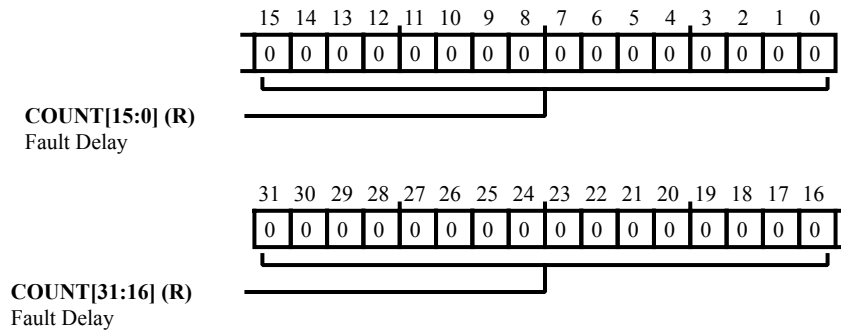 15 14 13 12 11 10 9 8 7 6 5 4 3 2 1 0
0 0 0 0 0 0 0 0 0 0 0 0 0 0 0 0
COUNT[15:0] (R)
Fault Delay
31 30 29 28 27 26 25 24 23 22 21 20 19 18 17 16
0 0 0 0 0 0 0 0 0 0 0 0 0 0 0 0
COUNT[31:16] (R)
Fault Delay